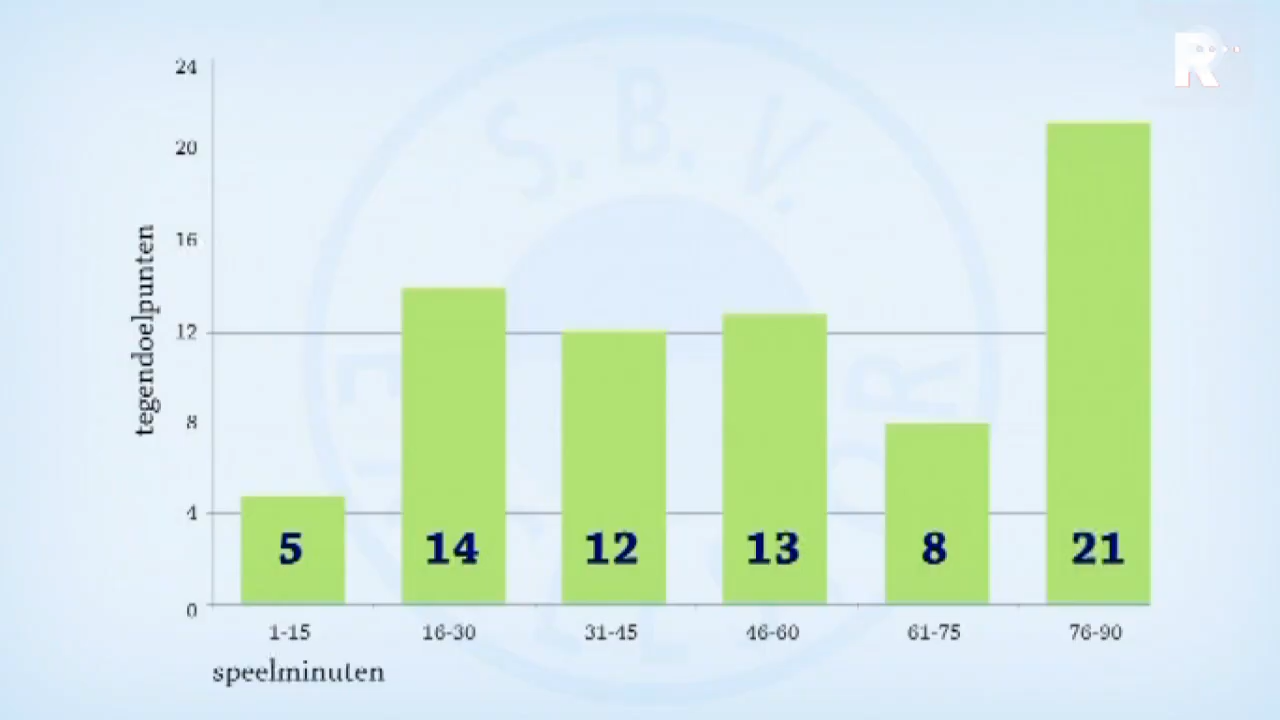 R
S. B. V.
24
20
16
12
8
4
0
tegendoelpunten
5 14 12 13 8 21
1-15 16-30 31-45 46-60 61-75 76-90
speelminuten